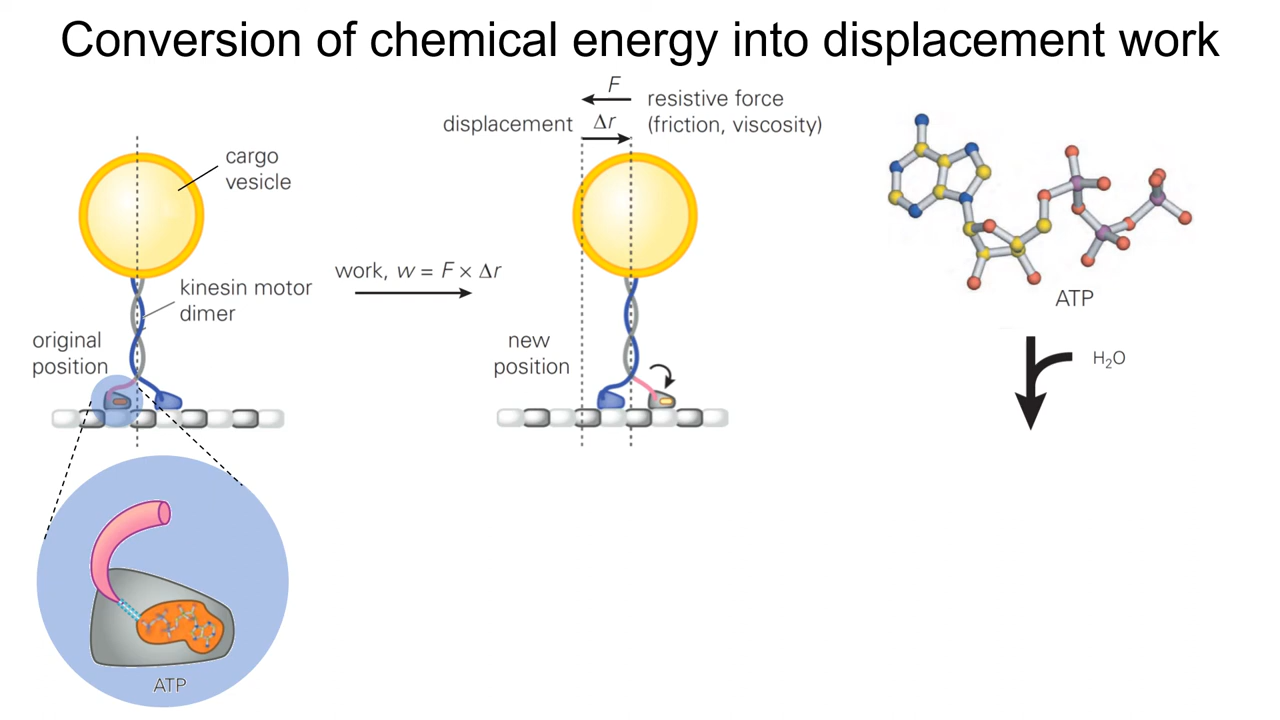 Conversion of chemical energy into displacement work
cargo
vesicle
kinesin motor
dimer
original
position
ATP
work, w = F × Δr
F
resistive force
(friction, viscosity)
displacement
Δr
new
position
ATP
H₂O